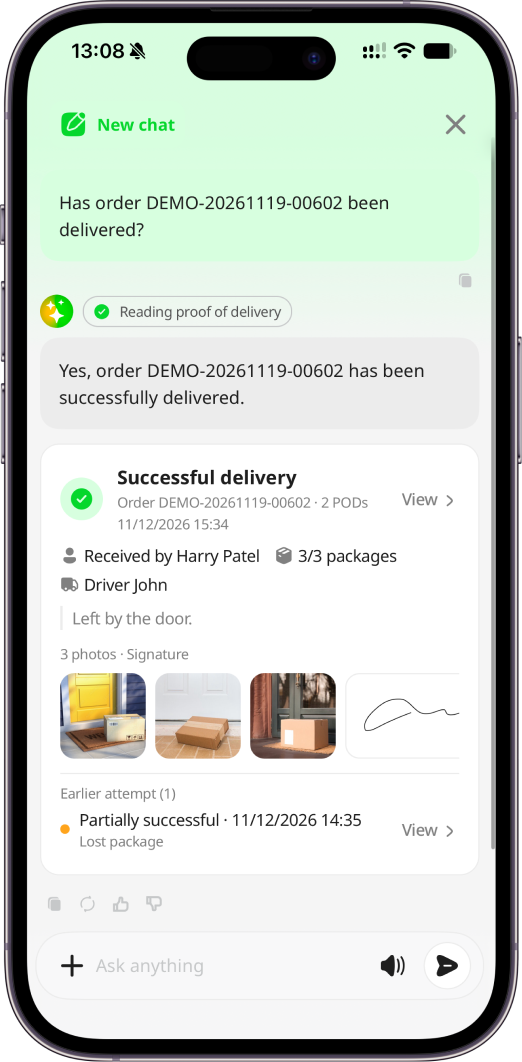 13:08
New chat
Has order DEMO-20261119-00602 been
delivered?
Reading proof of delivery
Yes, order DEMO-20261119-00602 has been
successfully delivered.
Successful delivery
Order DEMO-20261119-00602 · 2 PODs
11/12/2026 15:34
View
Received by Harry Patel
3/3 packages
Driver John
Left by the door.
3 photos · Signature
Earlier attempt (1)
Partially successful · 11/12/2026 14:35
Lost package
View
Ask anything